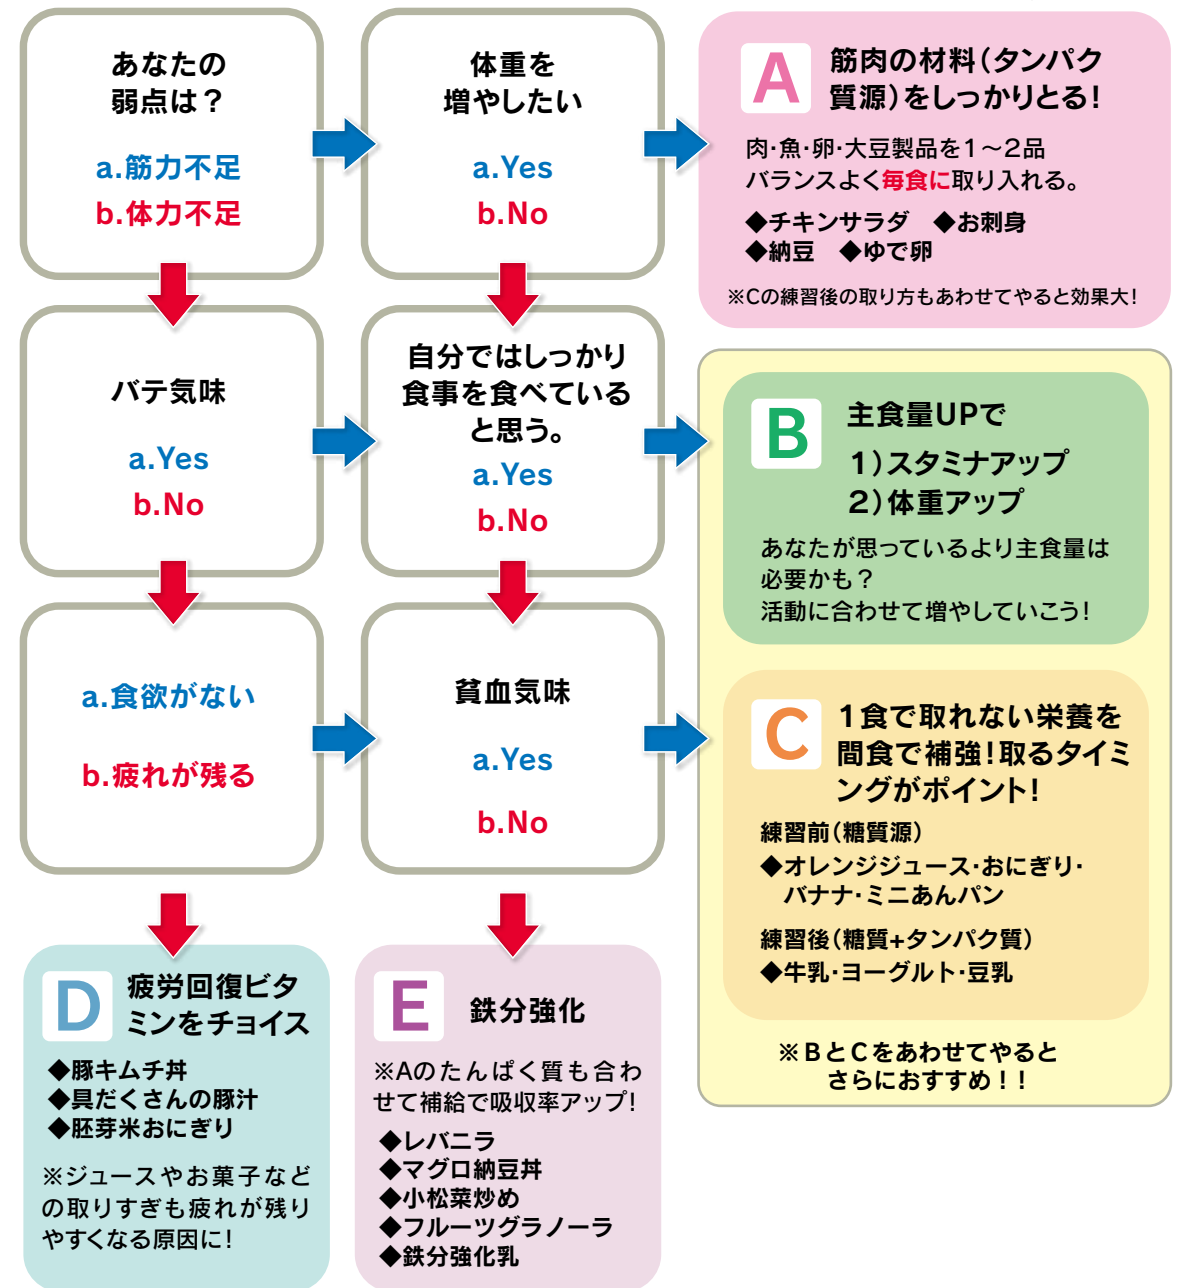 あなたの
弱点は？
a.筋力不足
b.体力不足
体重を
増やしたい
a.Yes
b.No
A
筋肉の材料（タンパク
質源）をしっかりとる！
肉・魚・卵・大豆製品を1～2品
バランスよく毎食に取り入れる。
◆チキンサラダ　◆お刺身
◆納豆　◆ゆで卵
※Cの練習後の取り方もあわせてやると効果大！
バテ気味
a.Yes
b.No
自分ではしっかり
食事を食べている
と思う。
a.Yes
b.No
B
主食量UPで
1）スタミナアップ
2）体重アップ
あなたが思っているより主食量は
必要かも？
活動に合わせて増やしていこう！
a.食欲がない
b.疲れが残る
貧血気味
a.Yes
b.No
C
1食で取れない栄養を
間食で補強！取るタイミ
ングがポイント！
練習前（糖質源）
◆オレンジジュース・おにぎり・
バナナ・ミニあんパン
練習後（糖質+タンパク質）
◆牛乳・ヨーグルト・豆乳
※BとCをあわせてやると
さらにおすすめ！！
D
疲労回復ビタ
ミンをチョイス
◆豚キムチ丼
◆具だくさんの豚汁
◆胚芽米おにぎり
※ジュースやお菓子など
の取りすぎも疲れが残り
やすくなる原因に！
E
鉄分強化
※Aのたんぱく質も合わ
せて補給で吸収率アップ！
◆レバニラ
◆マグロ納豆丼
◆小松菜炒め
◆フルーツグラノーラ
◆鉄分強化乳